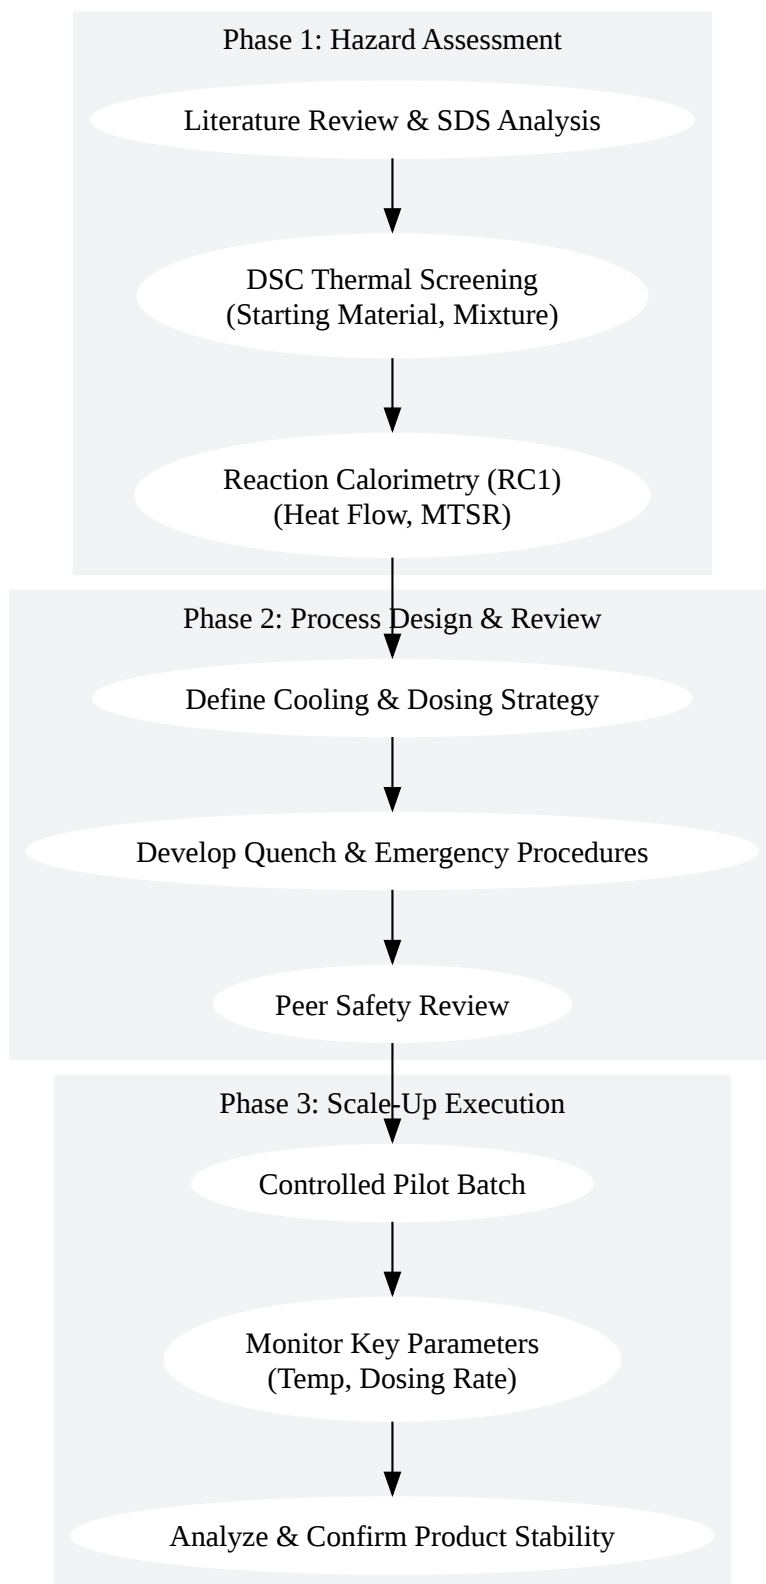 Phase 1: Hazard Assessment
Literature Review & SDS Analysis
DSC Thermal Screening
(Starting Material, Mixture)
Reaction Calorimetry (RC1)
(Heat Flow, MTSR)
Phase 2: Process Design & Review
Define Cooling & Dosing Strategy
Develop Quench & Emergency Procedures
Peer Safety Review
Phase 3: Scale-Up Execution
Controlled Pilot Batch
Monitor Key Parameters
(Temp, Dosing Rate)
Analyze & Confirm Product Stability